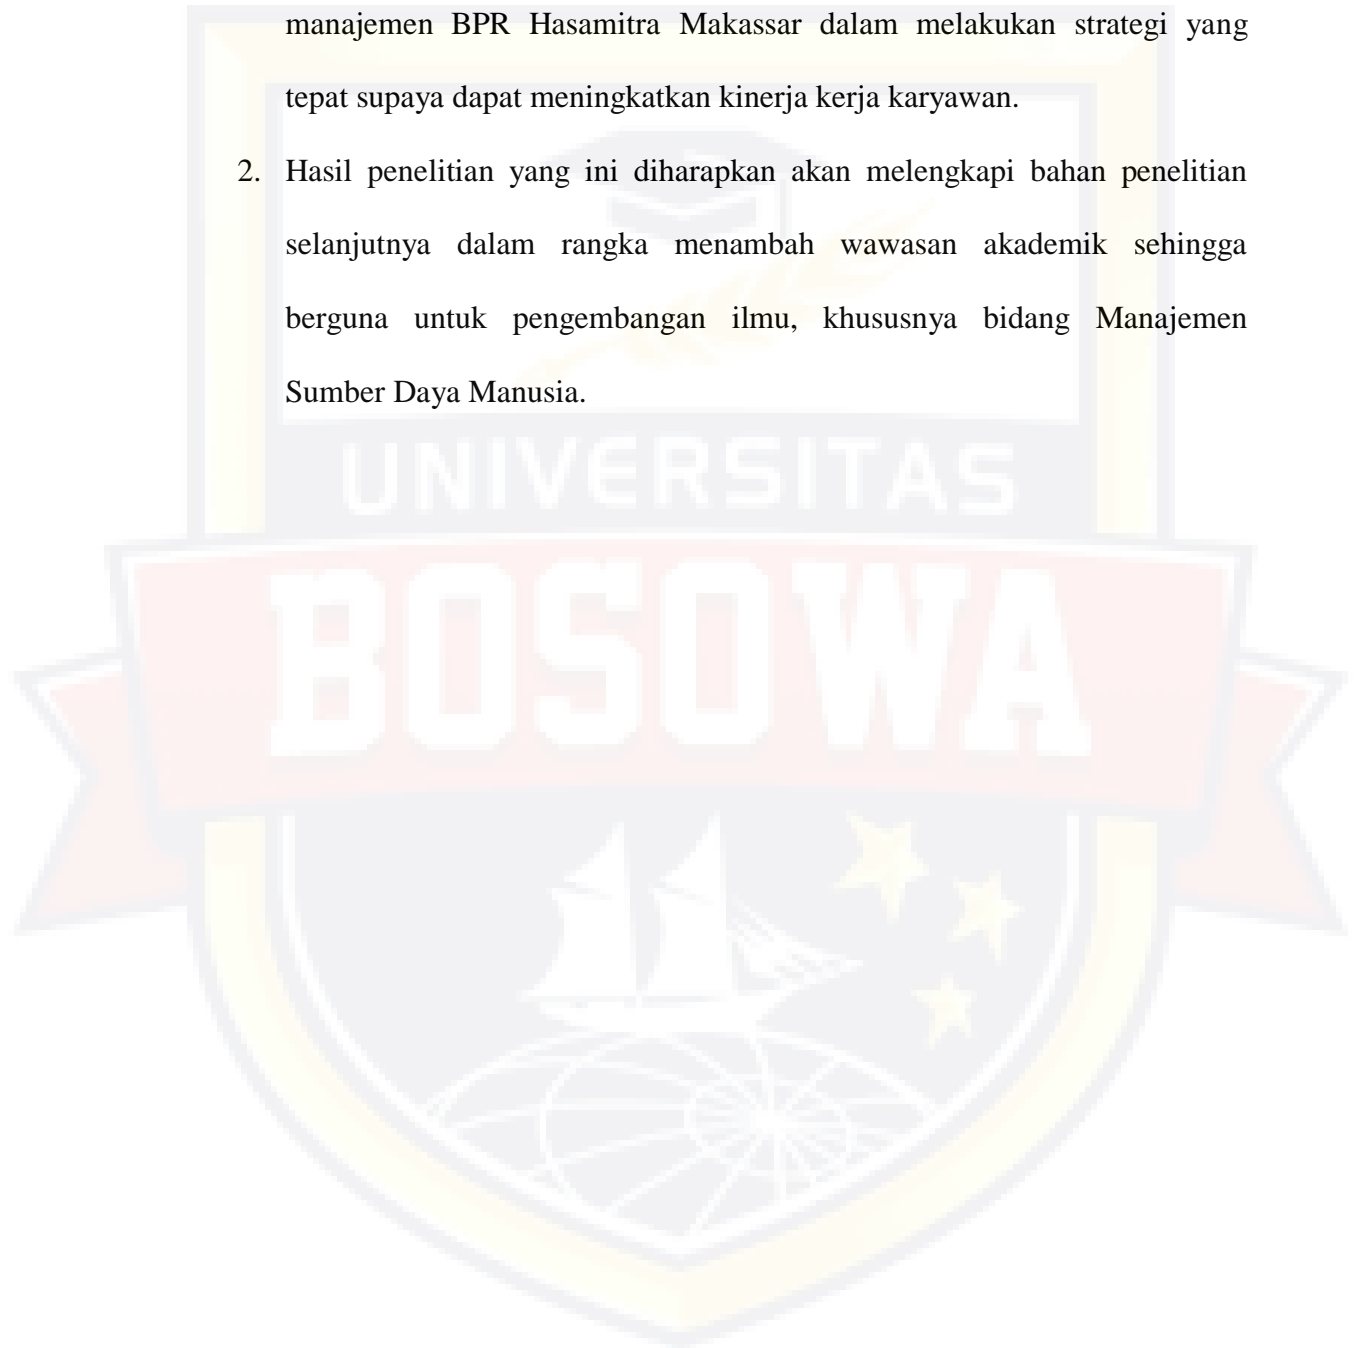 manajemen BPR Hasamitra Makassar dalam melakukan strategi yang
tepat supaya dapat meningkatkan kinerja kerja karyawan.
2. Hasil penelitian yang ini diharapkan akan melengkapi bahan penelitian
selanjutnya dalam rangka menambah wawasan akademik sehingga
berguna untuk pengembangan ilmu, khususnya bidang Manajemen
Sumber Daya Manusia.
UNIVERSITAS
BOSOWA